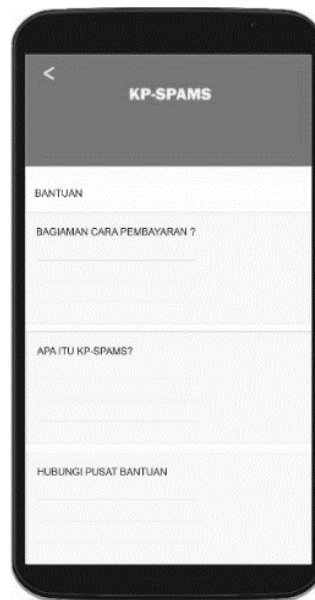 KP-SPAMS
BANTUAN
BAGIAMAN CARA PEMBAYARAN ?
APA ITU KP-SPAMS?
HUBUNGI PUSAT BANTUAN